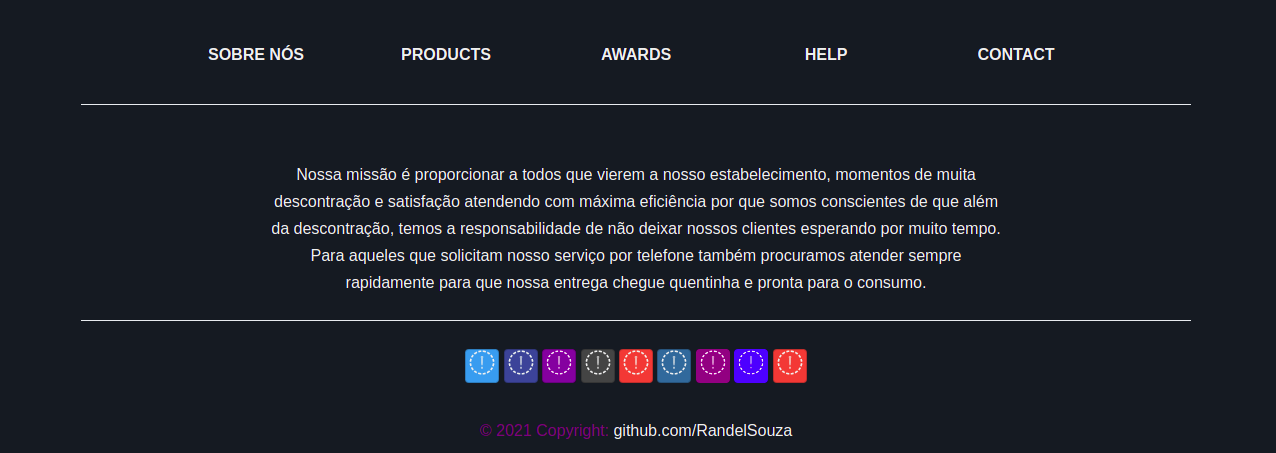 SOBRE NÓS PRODUCTS AWARDS HELP CONTACT
Nossa missão é proporcionar a todos que vierem a nosso estabelecimento, momentos de muita
descontração e satisfação atendendo com máxima eficiência por que somos conscientes de que além
da descontração, temos a responsabilidade de não deixar nossos clientes esperando por muito tempo.
Para aqueles que solicitam nosso serviço por telefone também procuramos atender sempre
rapidamente para que nossa entrega chegue quentinha e pronta para o consumo.
© 2021 Copyright: github.com/RandelSouza